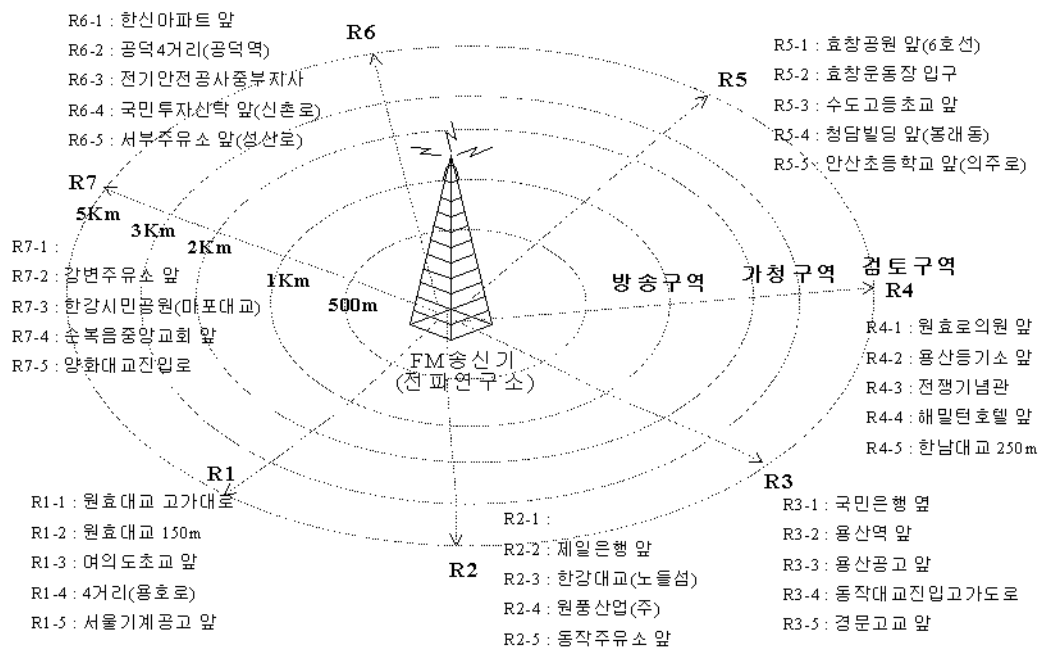 R6-1 : 한신아파트 앞
R6-2 : 공덕4거리(공덕역)
R6-3 : 전기안전공사중부지사
R6-4 : 국민투자신탁 앞(신촌로)
R6-5 : 서부주유소 앞(성산로)
R6
R5
R5-1 : 효창공원 앞(6호선)
R5-2 : 효창운동장 입구
R5-3 : 수도고등초교 앞
R5-4 : 청담빌딩 앞(봉래동)
R5-5 : 안산초등학교 앞(의주로)
R7
5Km
3Km
2Km
1Km
500m
R7-1 :
R7-2 : 강변주유소 앞
R7-3 : 한강시민공원(마포대교)
R7-4 : 순복음중앙교회 앞
R7-5 : 양화대교진입로
방송구역
가청구역
검토구역
R4
R4-1 : 원효로의원 앞
R4-2 : 용산등기소 앞
R4-3 : 전쟁기념관
R4-4 : 해밀턴호텔 앞
R4-5 : 한남대교 250m
FM송신기
(전파연구소)
R1
R1-1 : 원효대교 고가대로
R1-2 : 원효대교 150m
R1-3 : 여의도초교 앞
R1-4 : 4거리(용호로)
R1-5 : 서울기계공고 앞
R2
R2-1 :
R2-2 : 제일은행 앞
R2-3 : 한강대교(노들섬)
R2-4 : 원풍산업(주)
R2-5 : 동작주유소 앞
R3
R3-1 : 국민은행 옆
R3-2 : 용산역 앞
R3-3 : 용산공고 앞
R3-4 : 동작대교진입고가도로
R3-5 : 경문고교 앞